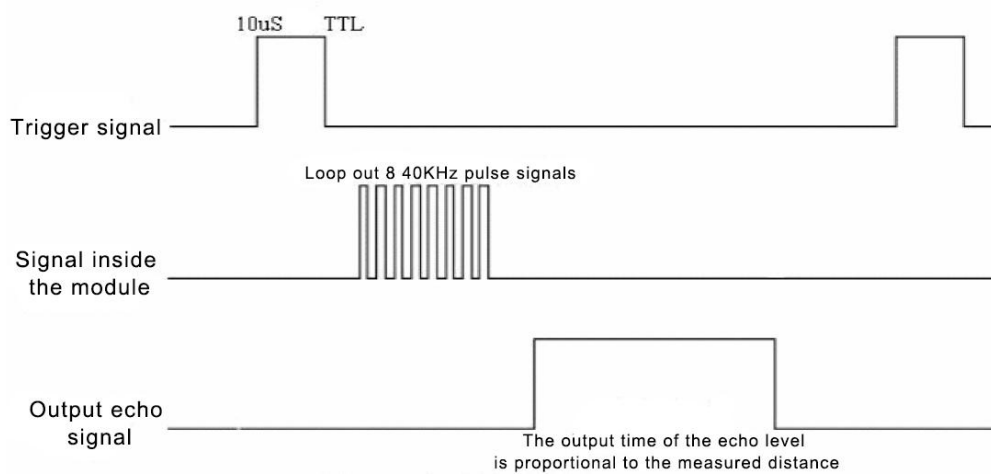 10uS TTL
Trigger signal
Loop out 8 40KHz pulse signals
Signal inside
the module
Output echo
signal
The output time of the echo level
is proportional to the measured distance